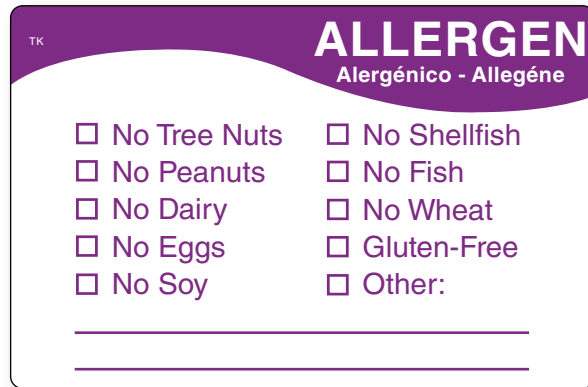 TK
ALLERGEN
Alergénico - Allegéne
No Tree Nuts
No Peanuts
No Dairy
No Eggs
No Soy
No Shellfish
No Fish
No Wheat
Gluten-Free
Other: